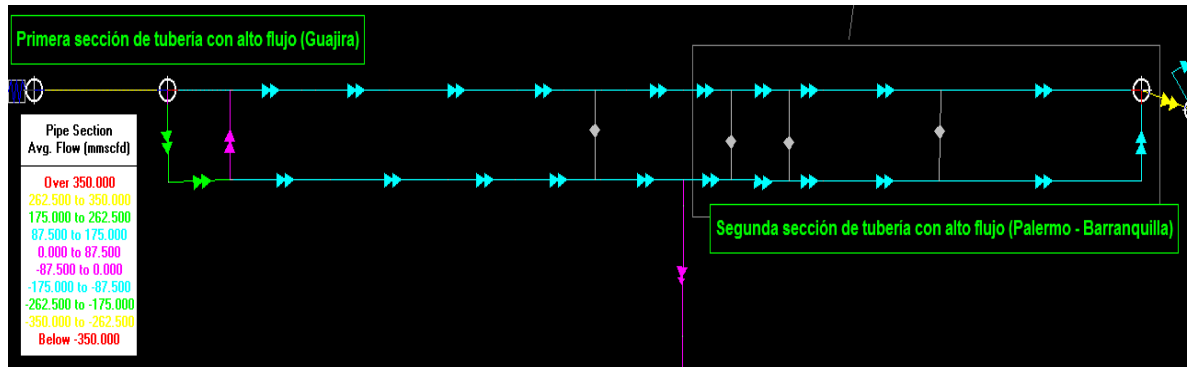 Primera sección de tubería con alto flujo (Guajira)
Pipe Section
Avg. Flow (mmscfd)
Over 350.000
262.500 to 350.000
175.000 to 262.500
87.500 to 175.000
0.000 to 87.500
-87.500 to 0.000
-175.000 to -87.500
-262.500 to -175.000
-350.000 to -262.500
Below -350.000
Segunda sección de tubería con alto flujo (Palermo - Barranquilla)